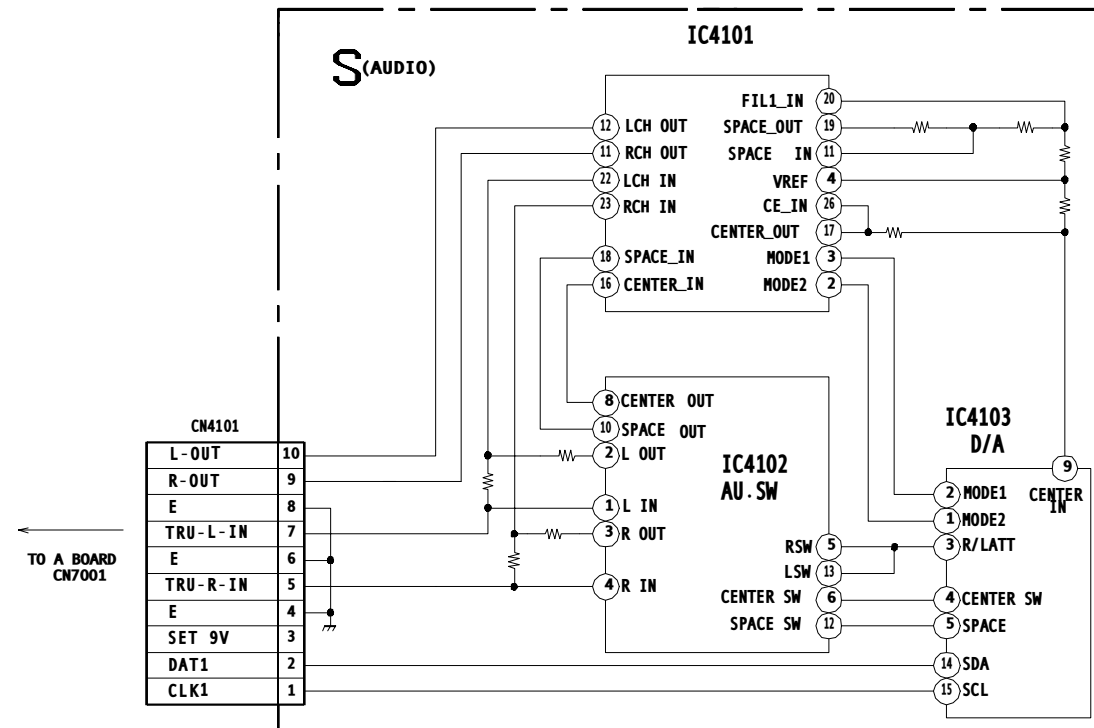 IC4101
S(AUDIO)
12 LCH OUT
11 RCH OUT
22 LCH IN
23 RCH IN
18 SPACE_IN
16 CENTER_IN
FIL1_IN 20
SPACE_OUT 19
SPACE IN 11
VREF 4
CE_IN 26
CENTER_OUT 17
MODE1 3
MODE2 2
8 CENTER OUT
10 SPACE OUT
2 L OUT
1 L IN
3 R OUT
4 R IN
IC4102
AU.SW
RSW 5
LSW 13
CENTER SW 6
SPACE SW 12
IC4103
D/A
9
CENTER
IN
2 MODE1
1 MODE2
3 R/LATT
4 CENTER SW
5 SPACE
14 SDA
15 SCL
CN4101
L-OUT 10
R-OUT 9
E 8
TRU-L-IN 7
E 6
TRU-R-IN 5
E 4
SET 9V 3
DAT1 2
CLK1 1
TO A BOARD
CN7001